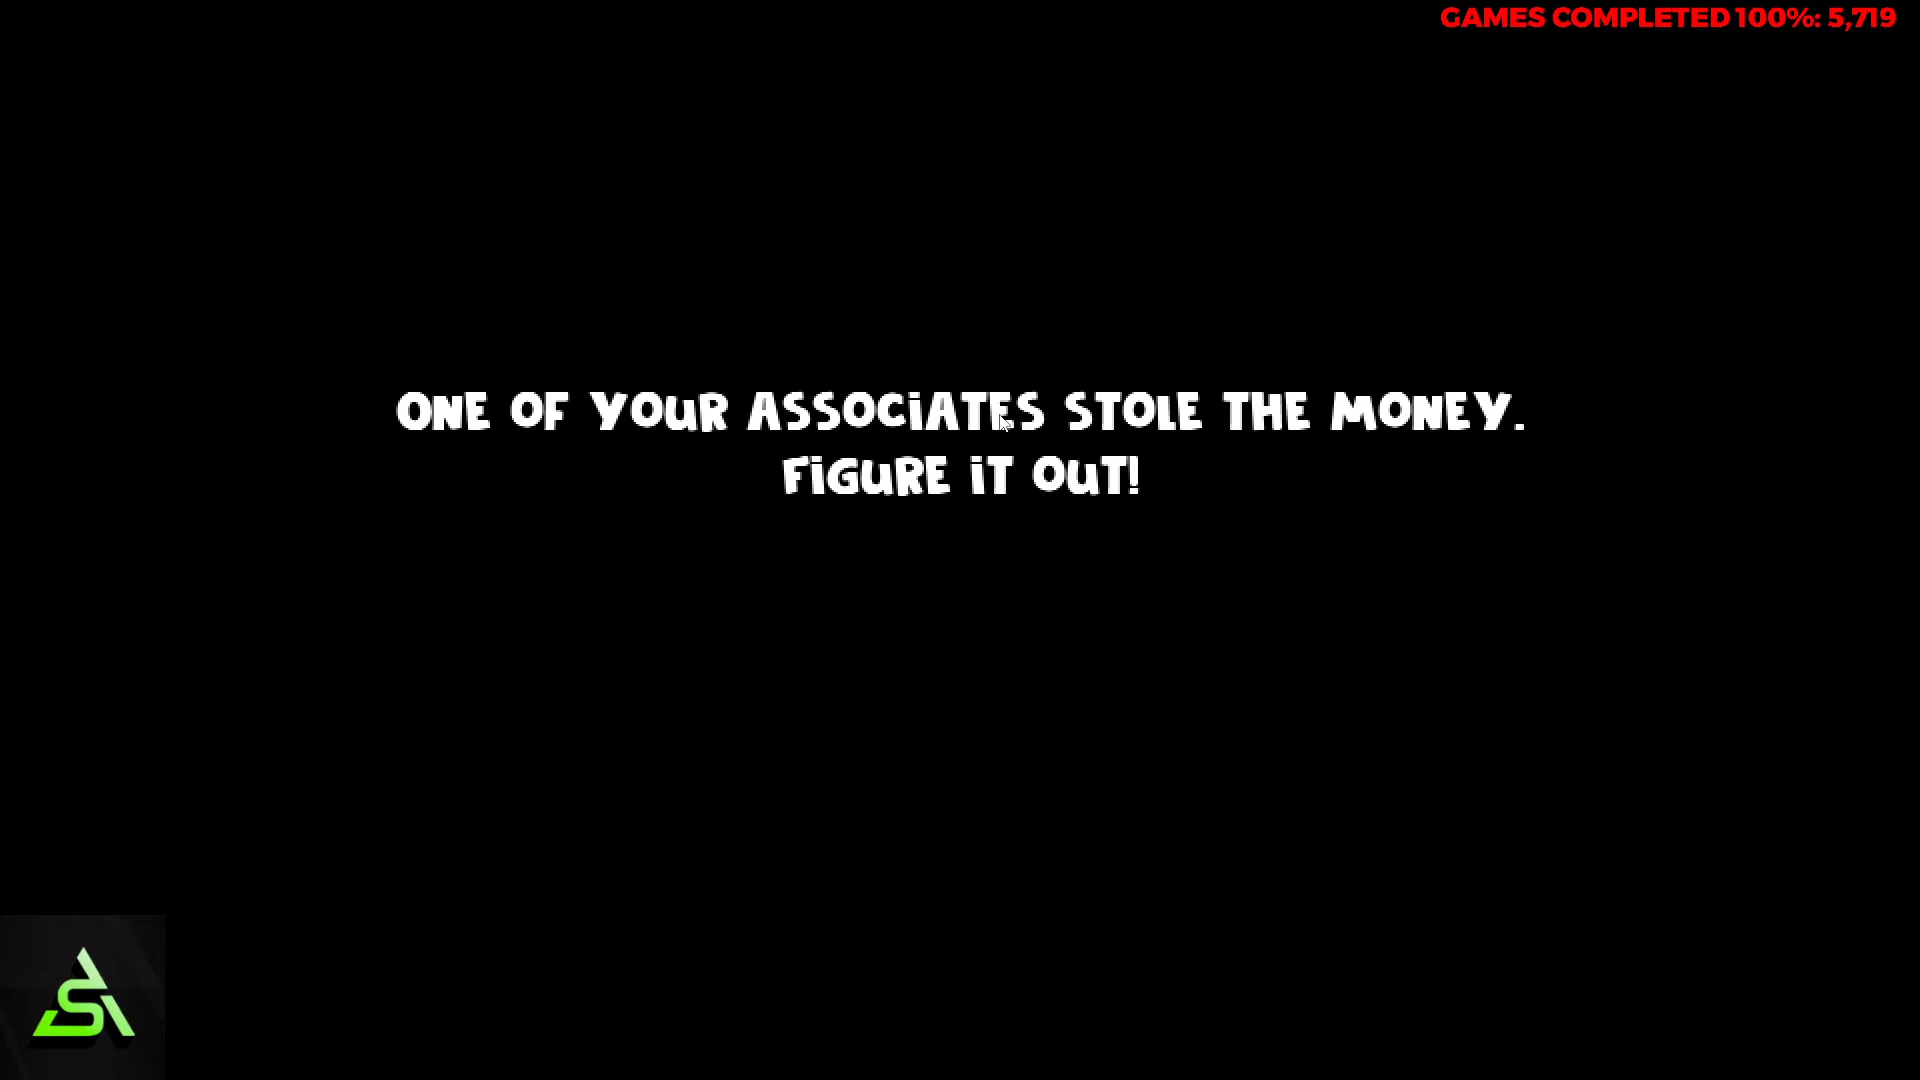 GAMES COMPLETED 100%: 5,719
ONE OF YOUR ASSOCIATES STOLE THE MONEY.
FIGURE IT OUT!